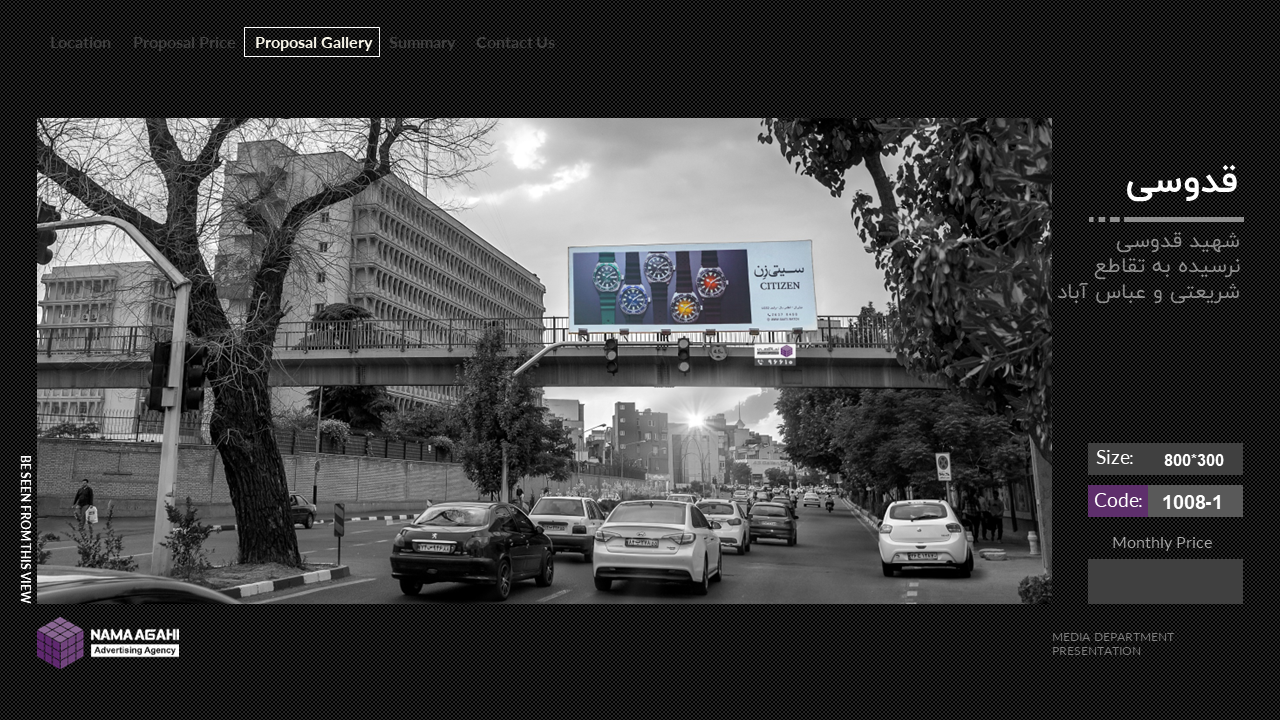 Location
Proposal Price
Proposal Gallery
Summary
Contact Us
قدوسی
شهید قدوسی
نرسیده به تقاطع
شریعتی و عباس آباد
سـیتی‌زن
CITIZEN
Size:
800*300
Code:
1008-1
Monthly Price
BE SEEN FROM THIS VIEW
NAMA AGAHI
Advertising Agency
MEDIA DEPARTMENT
PRESENTATION